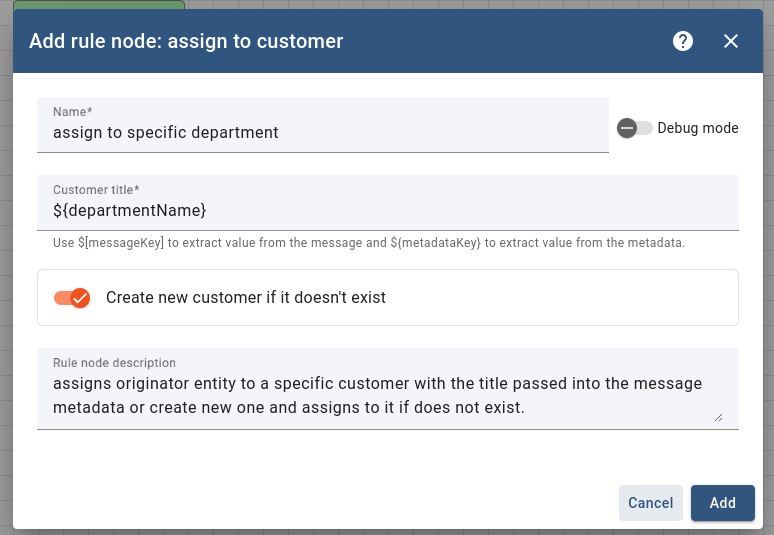 Add rule node: assign to customer
Name*
assign to specific department
Debug mode
Customer title*
${departmentName}
Use $[messageKey] to extract value from the message and ${metadataKey} to extract value from the metadata.
Create new customer if it doesn't exist
Rule node description
assigns originator entity to a specific customer with the title passed into the message
metadata or create new one and assigns to it if does not exist.
Cancel
Add